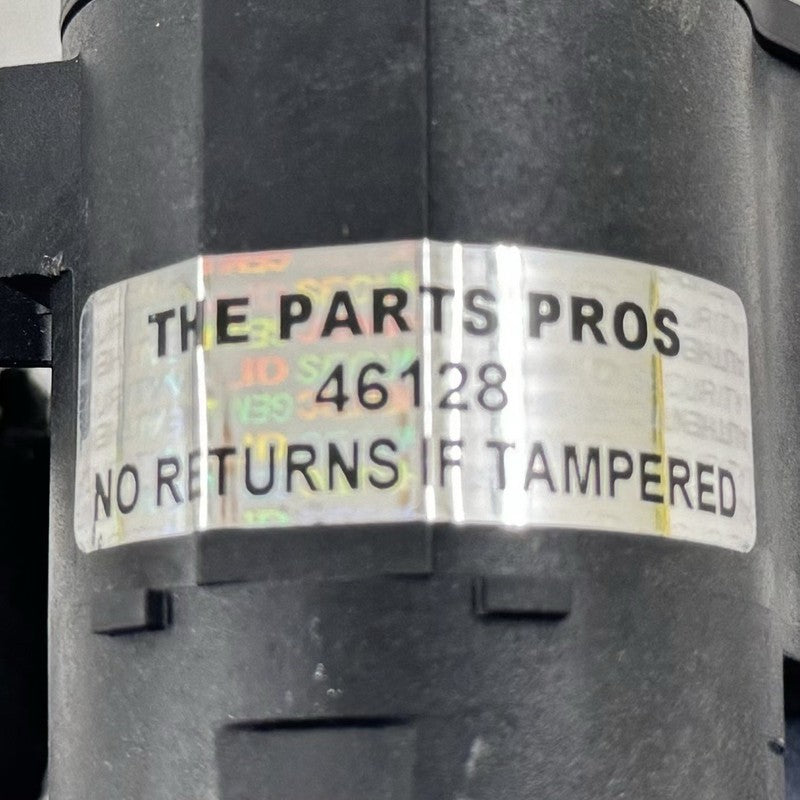 THE PARTS PROS
46128
NO RETURNS IF TAMPERED